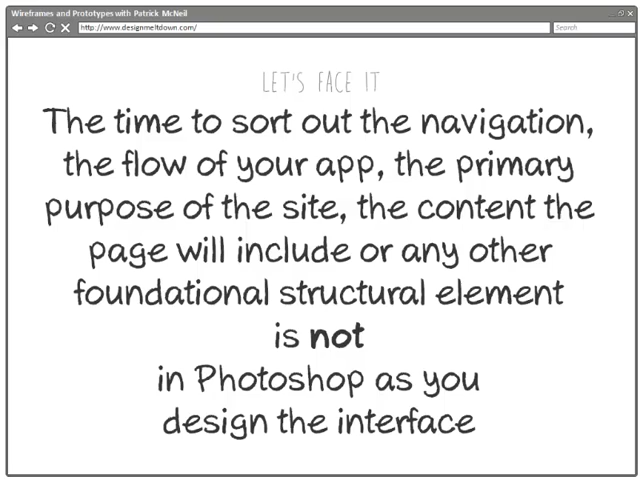 Wireframes and Prototypes with Patrick McNeil
http://www.designmeltdown.com/
Search
LET'S FACE IT
The time to sort out the navigation,
the flow of your app, the primary
purpose of the site, the content the
page will include or any other
foundational structural element
is not
in Photoshop as you
design the interface